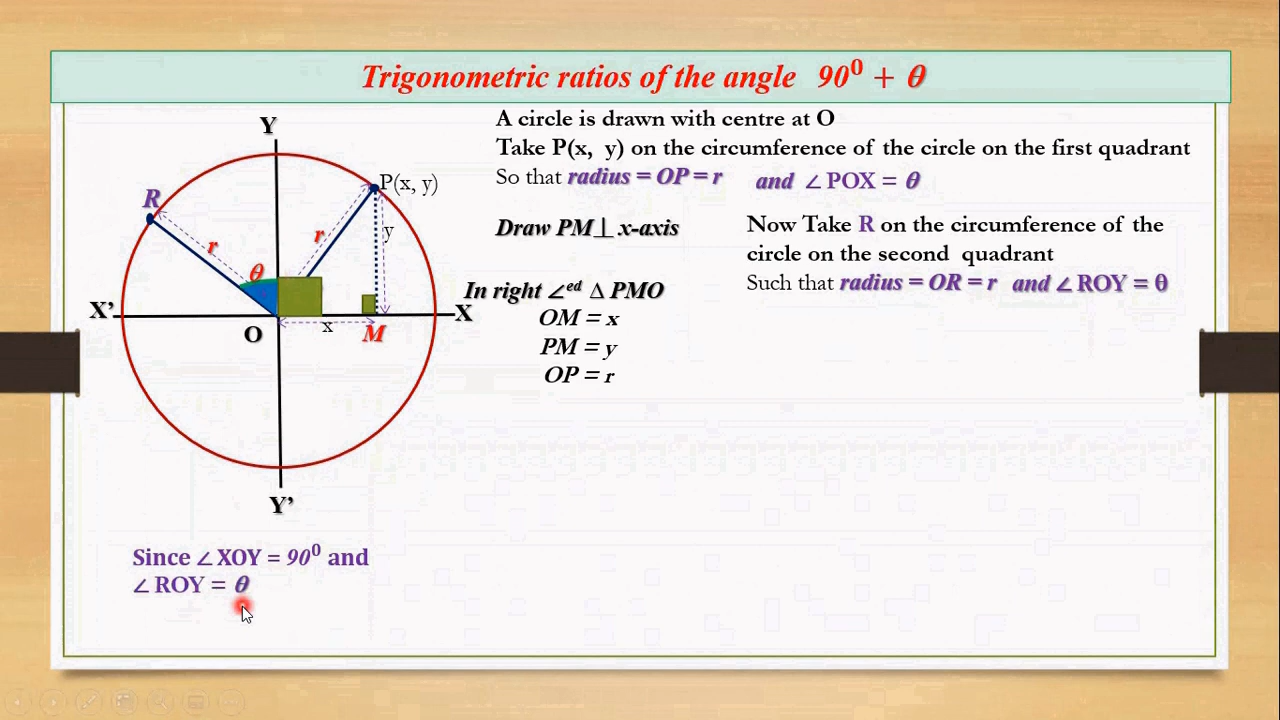 Trigonometric ratios of the angle 90⁰ + θ
A circle is drawn with centre at O
Take P(x, y) on the circumference of the circle on the first quadrant
So that radius = OP = r and ∠POX = θ
Draw PM⊥ x-axis
Now Take R on the circumference of the
circle on the second quadrant
Such that radius = OR = r and ∠ROY = θ
In right ∠ᵉᵈ Δ PMO
OM = x
PM = y
OP = r
Y
R
P(x, y)
r
r
y
θ
X'
X
O
x
M
Y'
Since ∠XOY = 90⁰ and
∠ROY = θ